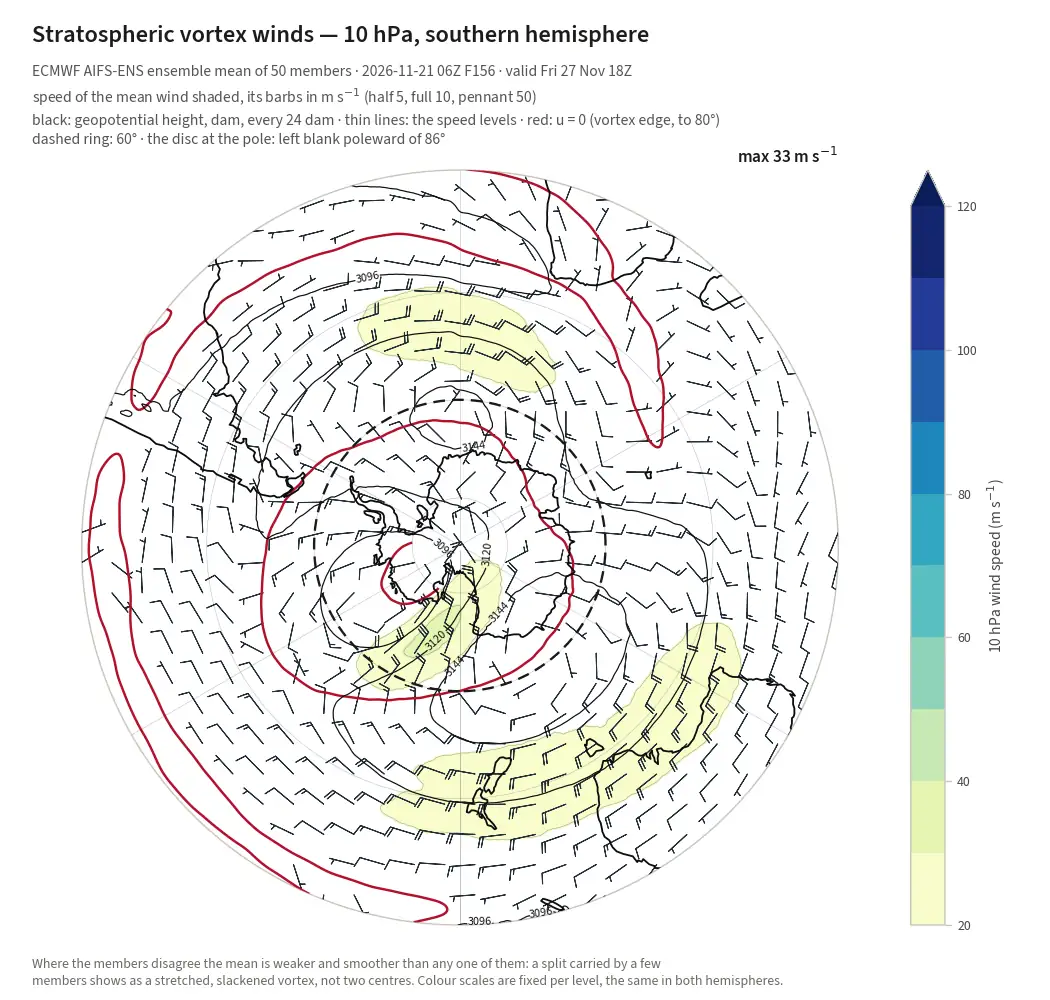 Stratospheric vortex winds — 10 hPa, southern hemisphere
ECMWF AIFS-ENS ensemble mean of 50 members · 2026-11-21 06Z F156 · valid Fri 27 Nov 18Z
speed of the mean wind shaded, its barbs in m s⁻¹ (half 5, full 10, pennant 50)
black: geopotential height, dam, every 24 dam · thin lines: the speed levels · red: u = 0 (vortex edge, to 80°)
dashed ring: 60° · the disc at the pole: left blank poleward of 86°
max 33 m s⁻¹
120
100
80
60
40
20
10 hPa wind speed (m s⁻¹)
3096
3144
3096
3120
3144
3120
3144
3096
3096
Where the members disagree the mean is weaker and smoother than any one of them: a split carried by a few
members shows as a stretched, slackened vortex, not two centres. Colour scales are fixed per level, the same in both hemispheres.